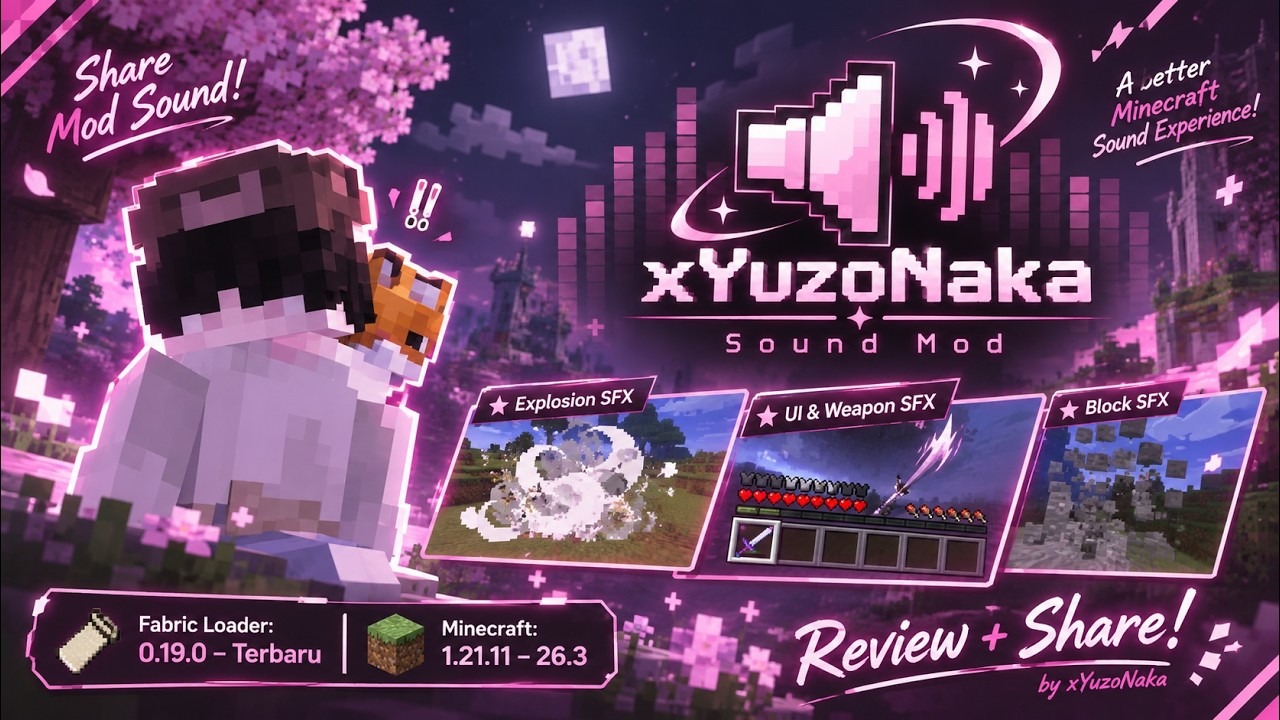 Share
Mod Sound!
A better
Minecraft
Sound Experience!
xYuzoNaka
Sound Mod
Explosion SFX
UI & Weapon SFX
Block SFX
Fabric Loader:
0.19.0 – Terbaru
Minecraft:
1.21.11 – 26.3
Review + Share!
by xYuzoNaka